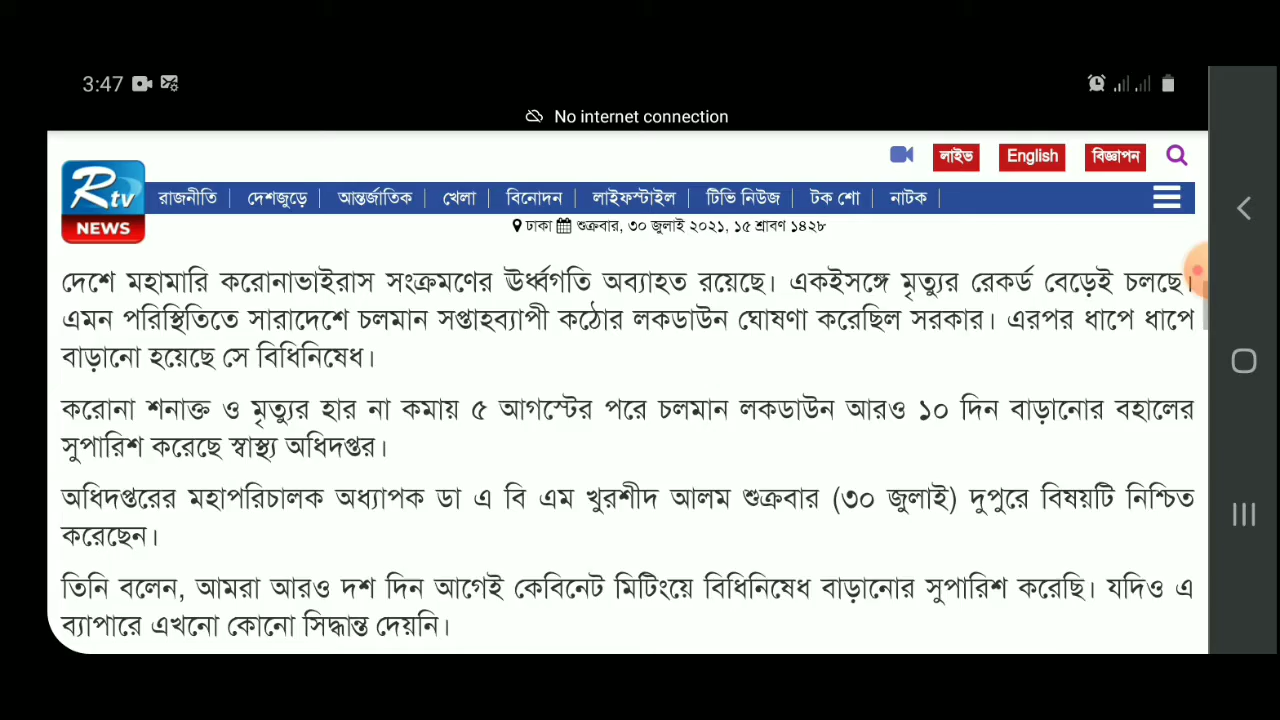 3:47
No internet connection
লাইভ English বিজ্ঞাপন
Rtv
NEWS
রাজনীতি দেশজুড়ে আন্তর্জাতিক খেলা বিনোদন লাইফস্টাইল টিভি নিউজ টক শো নাটক
ঢাকা শুক্রবার, ৩০ জুলাই ২০২১, ১৫ শ্রাবণ ১৪২৮
দেশে মহামারি করোনাভাইরাস সংক্রমণের ঊর্ধ্বগতি অব্যাহত রয়েছে। একইসঙ্গে মৃত্যুর রেকর্ড বেড়েই চলছে।
এমন পরিস্থিতিতে সারাদেশে চলমান সপ্তাহব্যাপী কঠোর লকডাউন ঘোষণা করেছিল সরকার। এরপর ধাপে ধাপে
বাড়ানো হয়েছে সে বিধিনিষেধ।
করোনা শনাক্ত ও মৃত্যুর হার না কমায় ৫ আগস্টের পরে চলমান লকডাউন আরও ১০ দিন বাড়ানোর বহালের
সুপারিশ করেছে স্বাস্থ্য অধিদপ্তর।
অধিদপ্তরের মহাপরিচালক অধ্যাপক ডা এ বি এম খুরশীদ আলম শুক্রবার (৩০ জুলাই) দুপুরে বিষয়টি নিশ্চিত
করেছেন।
তিনি বলেন, আমরা আরও দশ দিন আগেই কেবিনেট মিটিংয়ে বিধিনিষেধ বাড়ানোর সুপারিশ করেছি। যদিও এ
ব্যাপারে এখনো কোনো সিদ্ধান্ত দেয়নি।